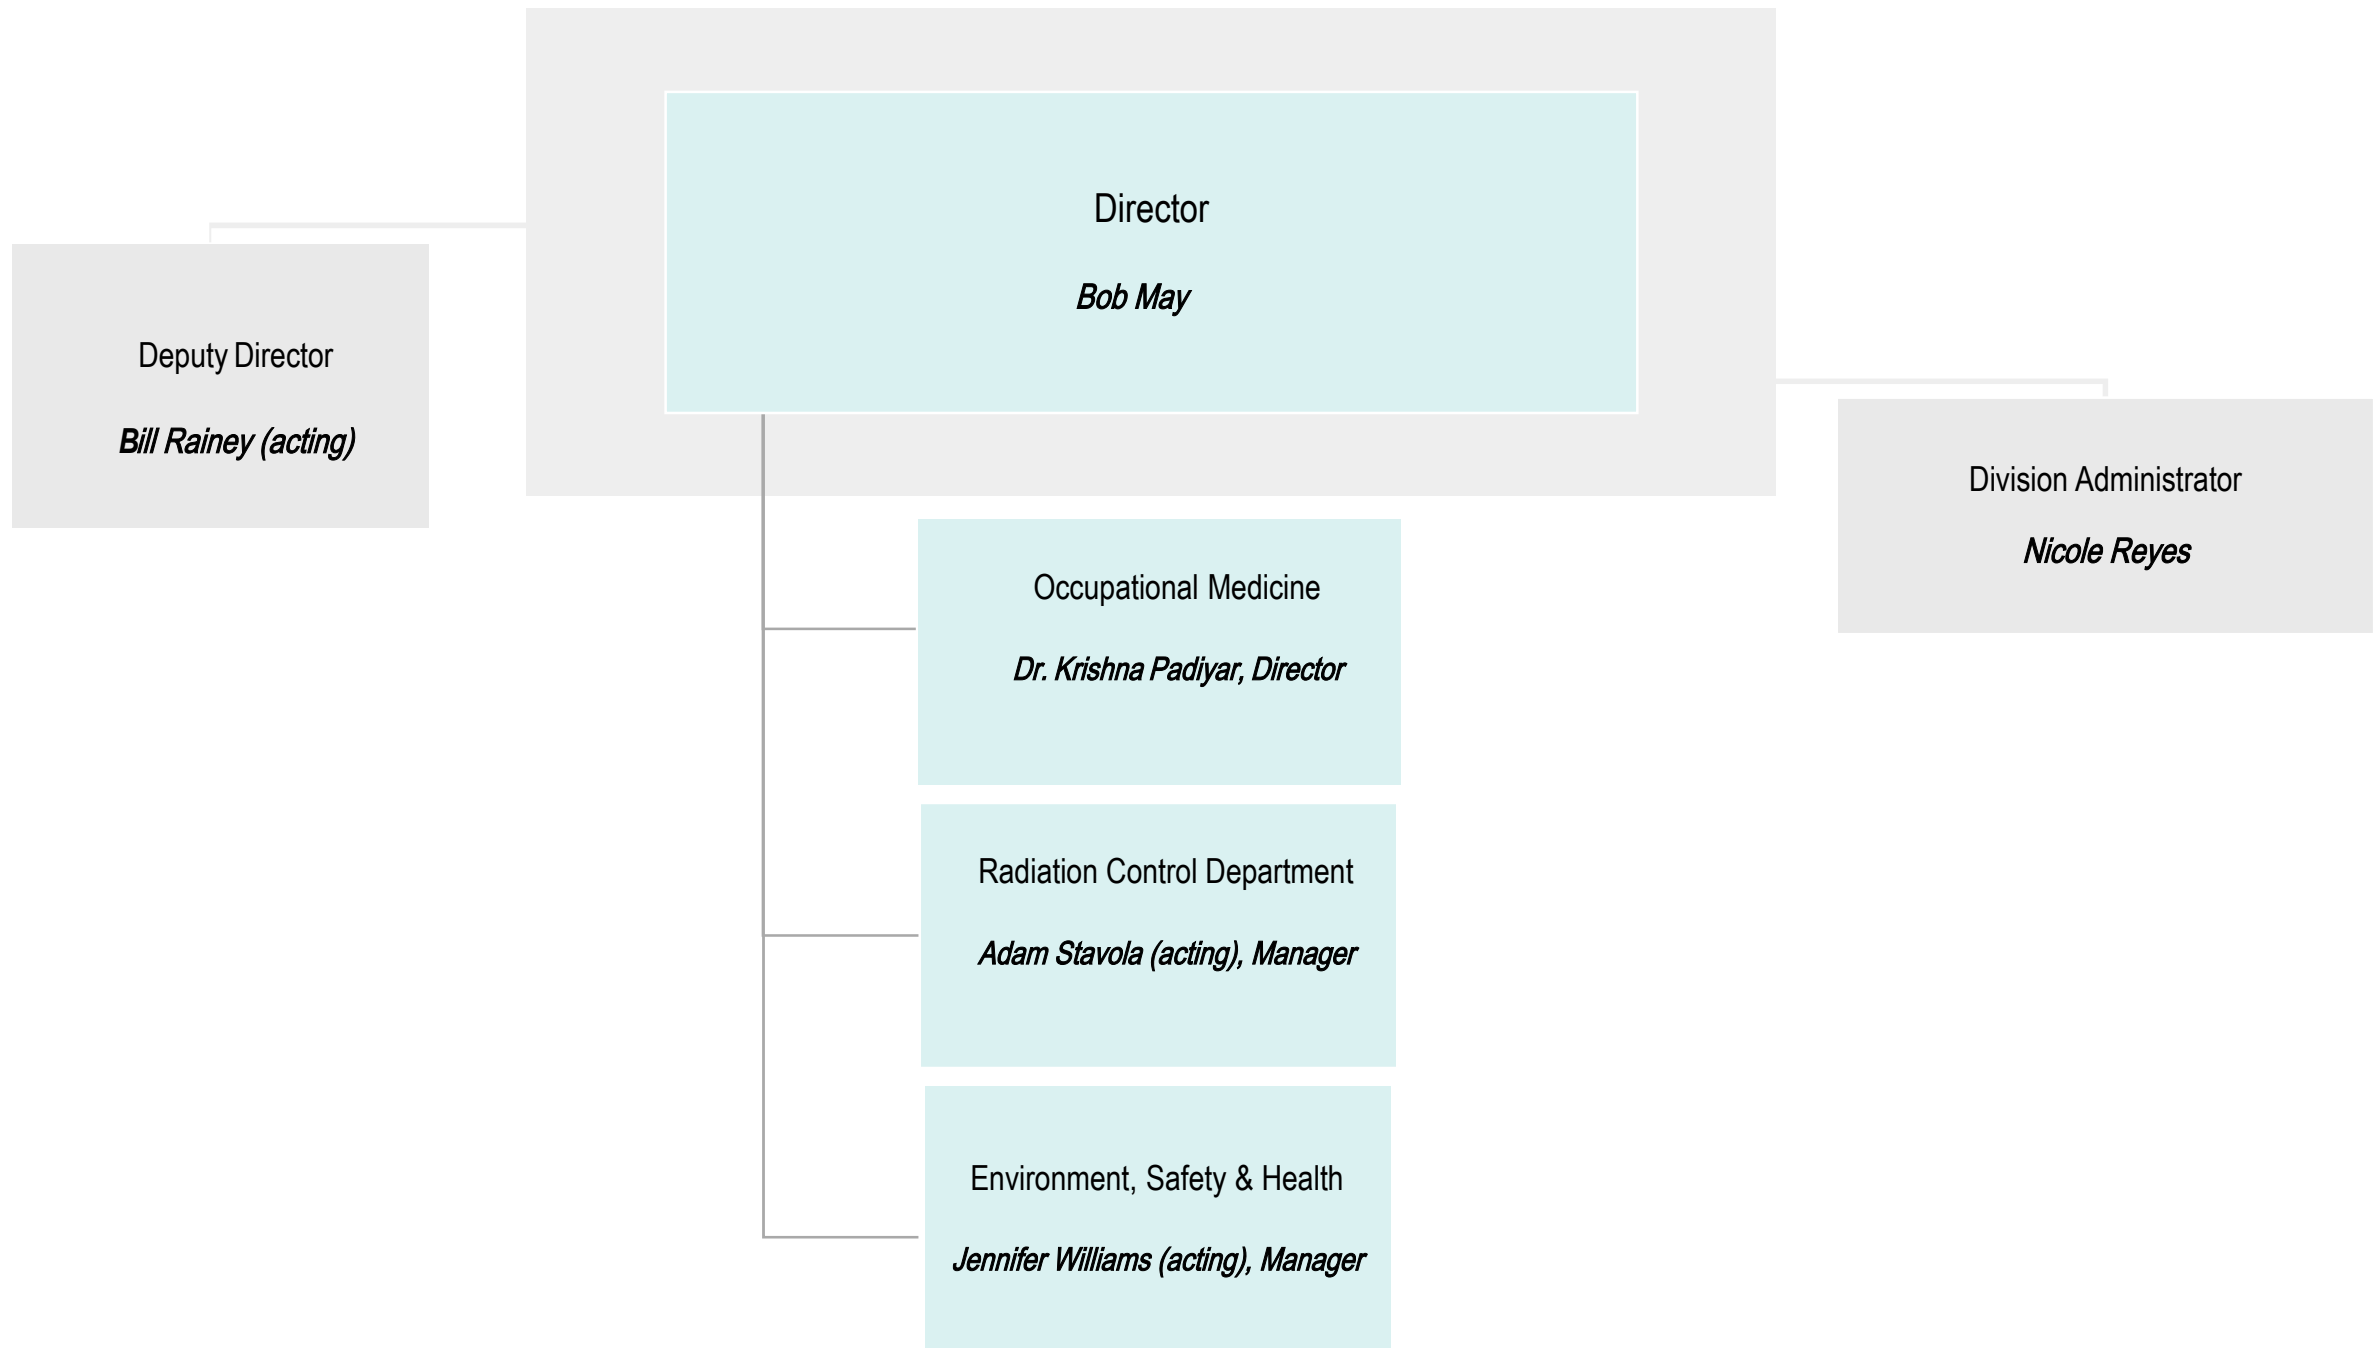 Director
Bob May
Deputy Director
Bill Rainey (acting)
Division Administrator
Nicole Reyes
Occupational Medicine
Dr. Krishna Padiyar, Director
Radiation Control Department
Adam Stavola (acting), Manager
Environment, Safety & Health
Jennifer Williams (acting), Manager